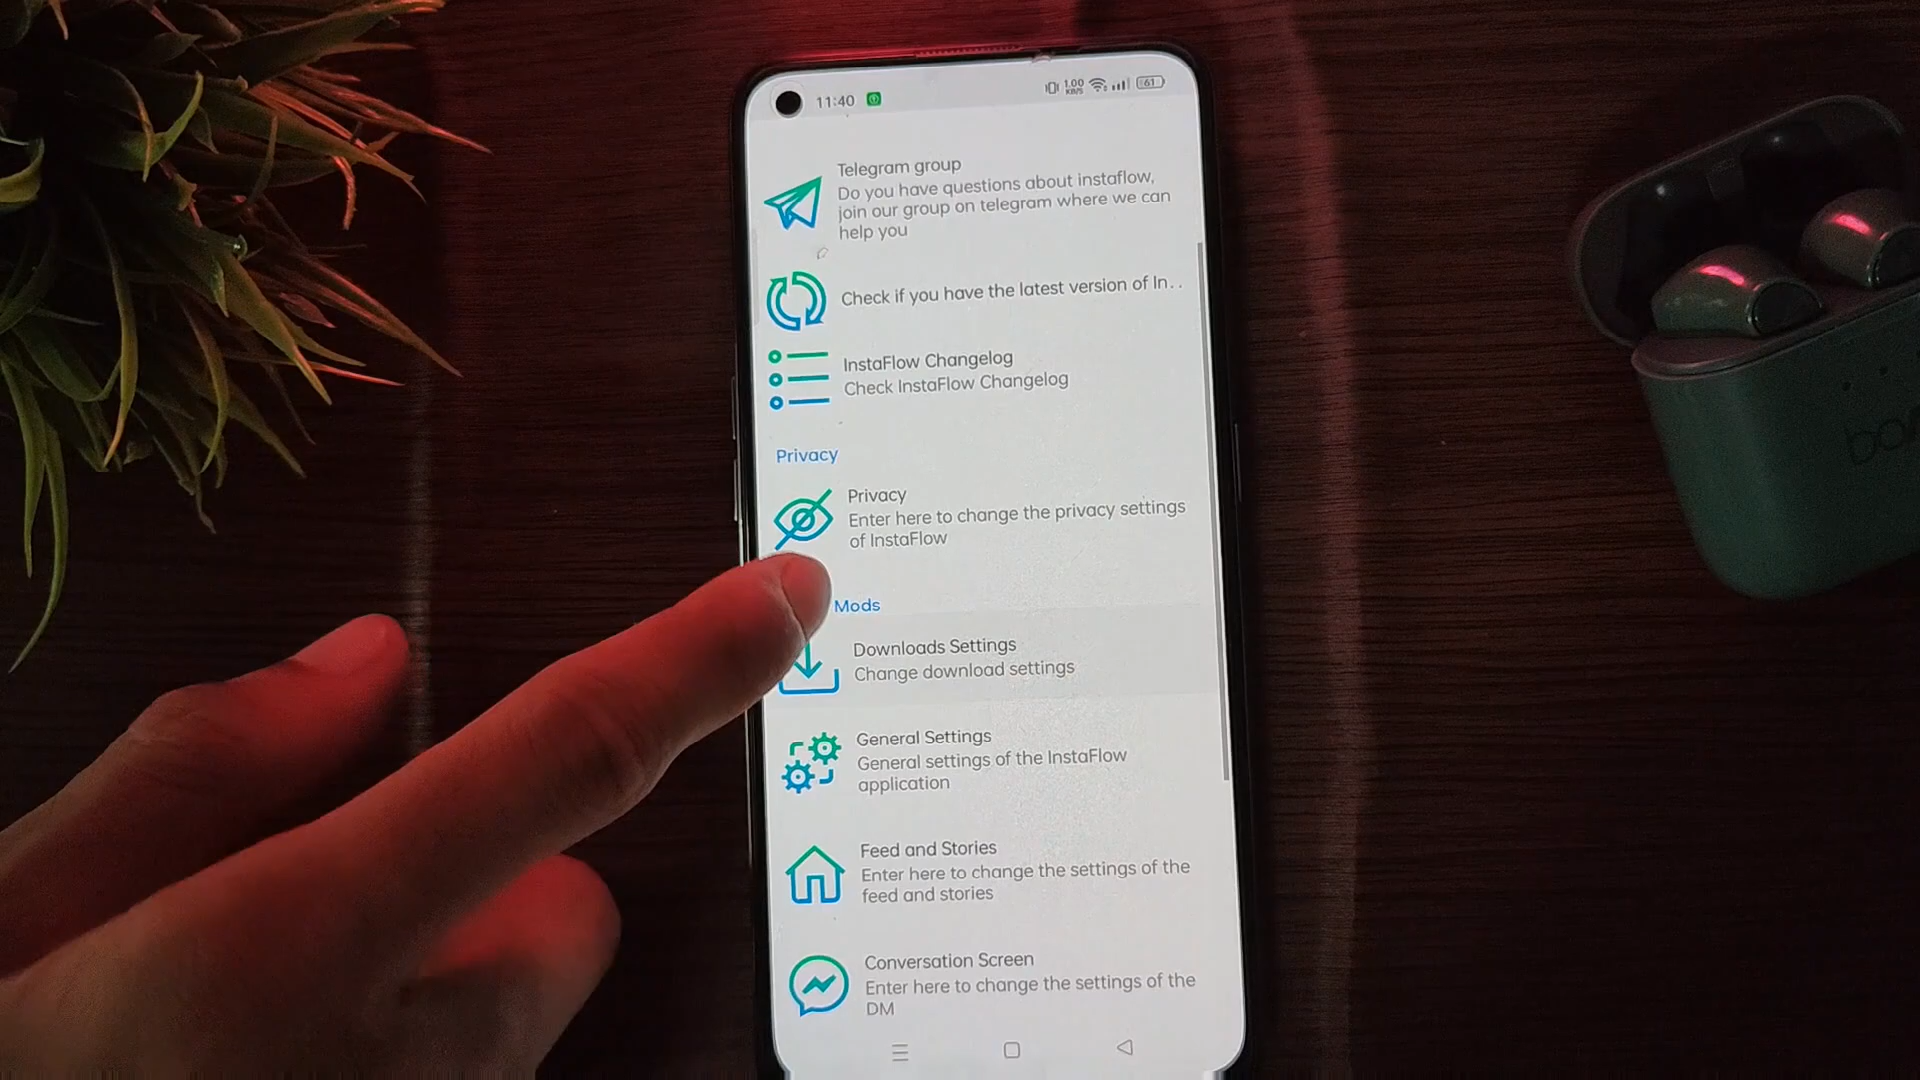 11:40
1.00
KB/S
61
Telegram group
Do you have questions about instaflow,
join our group on telegram where we can
help you
Check if you have the latest version of In..
InstaFlow Changelog
Check InstaFlow Changelog
Privacy
Privacy
Enter here to change the privacy settings
of InstaFlow
Mods
Downloads Settings
Change download settings
General Settings
General settings of the InstaFlow
application
Feed and Stories
Enter here to change the settings of the
feed and stories
Conversation Screen
Enter here to change the settings of the
DM